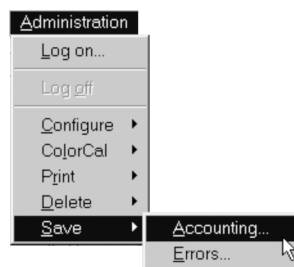 Administration
Log on...
Log off
Configure
ColorCal
Print
Delete
Save
Accounting...
Errors...